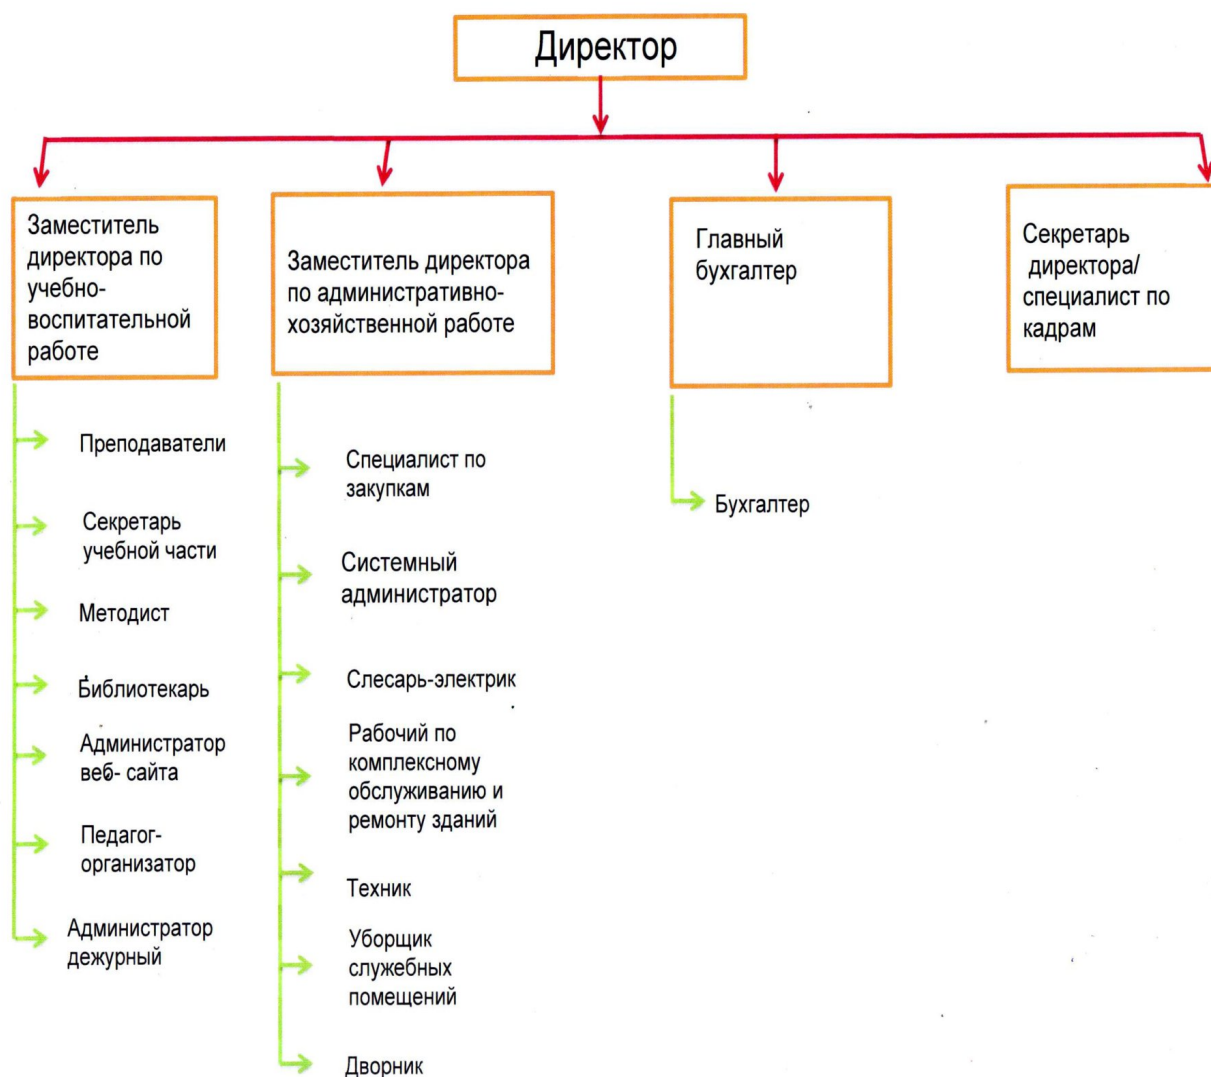 Директор
Заместитель
директора по
учебно-
воспитательной
работе
Заместитель директора
по административно-
хозяйственной работе
Главный
бухгалтер
Секретарь
директора/
специалист по
кадрам
Преподаватели
Секретарь
учебной части
Методист
Библиотекарь
Администратор
веб- сайта
Педагог-
организатор
Администратор
дежурный
Специалист по
закупкам
Системный
администратор
Слесарь-электрик
Рабочий по
комплексному
обслуживанию и
ремонту зданий
Техник
Уборщик
служебных
помещений
Дворник
Бухгалтер